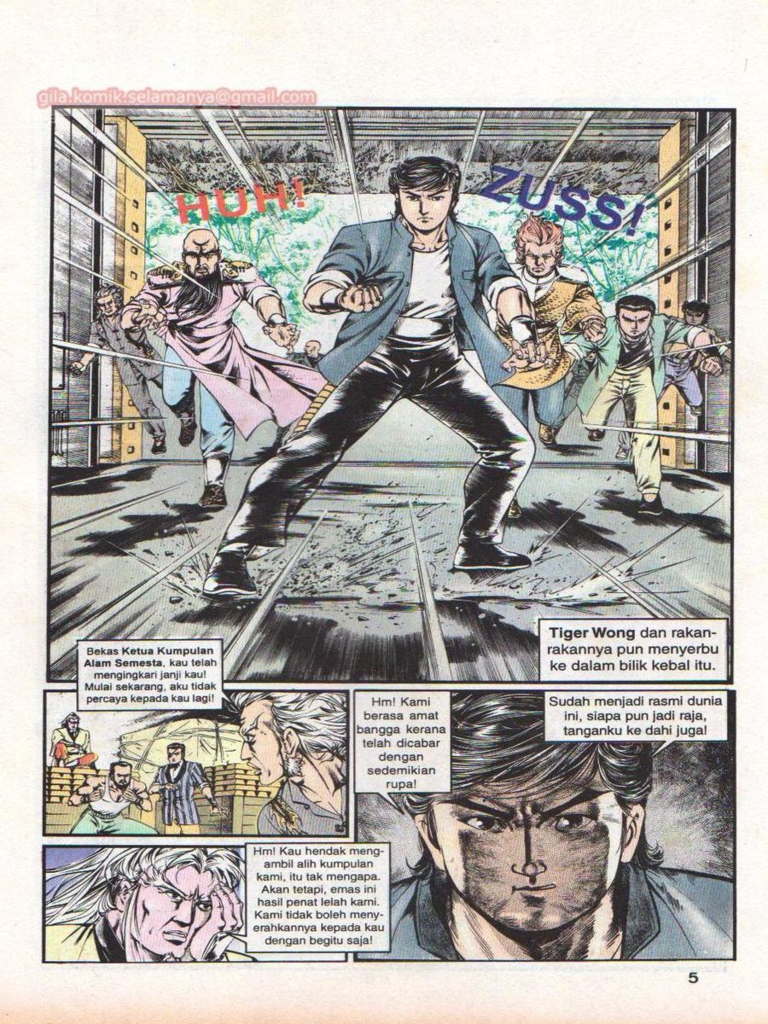 gila.komik.selamanya@gmail.com
HUH!
ZUSS!
Tiger Wong dan rakan-
rakannya pun menyerbu
ke dalam bilik kebal itu.
Bekas Ketua Kumpulan
Alam Semesta, kau telah
mengingkari janji kau!
Mulai sekarang, aku tidak
percaya kepada kau lagi!
Hm! Kami
berasa amat
bangga kerana
telah dicabar
dengan
sedemikian
rupa!
Sudah menjadi rasmi dunia
ini, siapa pun jadi raja,
tanganku ke dahi juga!
Hm! Kau hendak meng-
ambil alih kumpulan
kami, itu tak mengapa.
Akan tetapi, emas ini
hasil penat lelah kami.
Kami tidak boleh meny-
erahkannya kepada kau
dengan begitu saja!
5